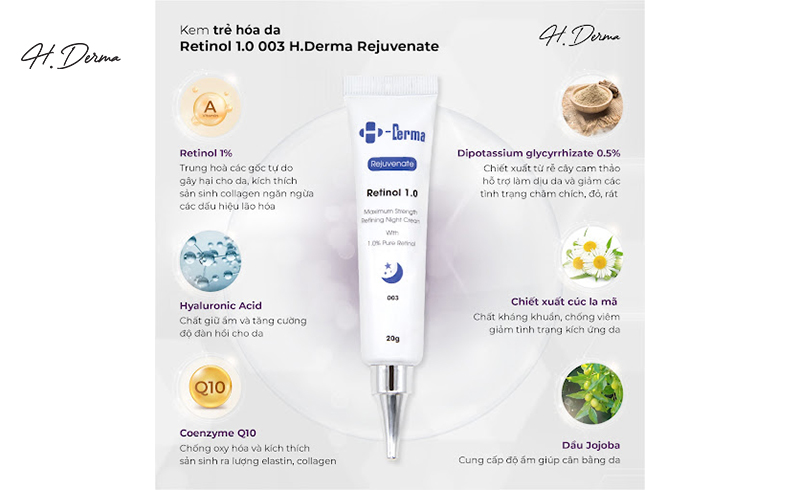 H. Derma
Kem trẻ hóa da
Retinol 1.0 003 H.Derma Rejuvenate
H. Derma
A
Retinol 1%
Trung hoà các gốc tự do
gây hại cho da, kích thích
sản sinh collagen ngăn ngừa
các dấu hiệu lão hóa
Hyaluronic Acid
Chất giữ ẩm và tăng cường
độ đàn hồi cho da
Q10
Coenzyme Q10
Chống oxy hóa và kích thích
sản sinh ra lượng elastin, collagen
H-Derma
Rejuvenate
Retinol 1.0
Maximum Strength
Refining Night Cream
With
1.0% Pure Retinol
003
20g
Dipotassium glycyrrhizate 0.5%
Chiết xuất từ rễ cây cam thảo
hỗ trợ làm dịu da và giảm các
tình trạng châm chích, đỏ, rát
Chiết xuất cúc la mã
Chất kháng khuẩn, chống viêm
giảm tình trạng kích ứng da
Dầu Jojoba
Cung cấp độ ẩm giúp cân bằng da